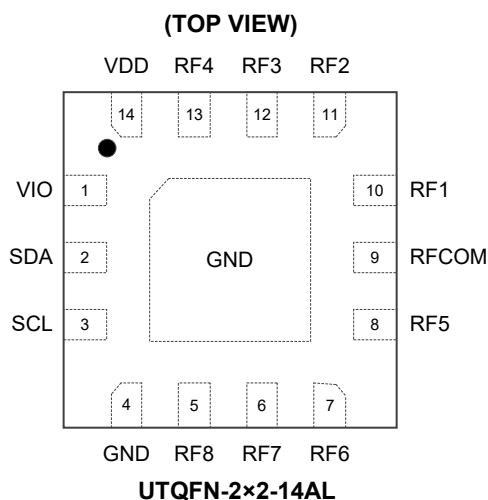 (TOP VIEW)
VDD RF4 RF3 RF2
14 13 12 11
VIO 1 10 RF1
SDA 2 GND 9 RFCOM
SCL 3 8 RF5
4 5 6 7
GND RF8 RF7 RF6
UTQFN-2×2-14AL